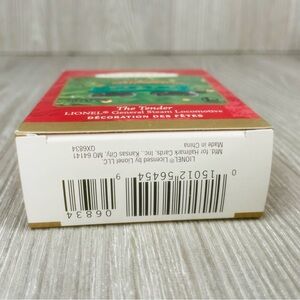 The Tender
LIONEL® General Steam Locomotive
DÉCORATION DES FÊTES
QX6834
Mfd. for Hallmark Cards, Inc., Kansas City, MO 64141
Made in China
LIONEL® Licensed by Lionel LLC
0 15012 56454 9
06834